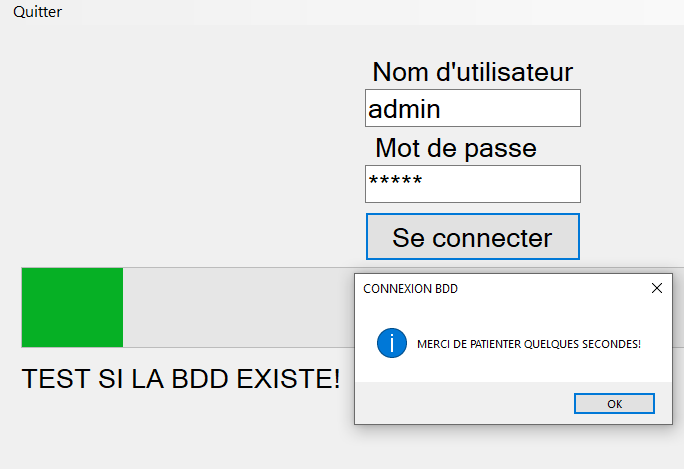 Quitter
Nom d'utilisateur
admin
Mot de passe
*****
Se connecter
CONNEXION BDD
MERCI DE PATIENTER QUELQUES SECONDES!
OK
TEST SI LA BDD EXISTE!